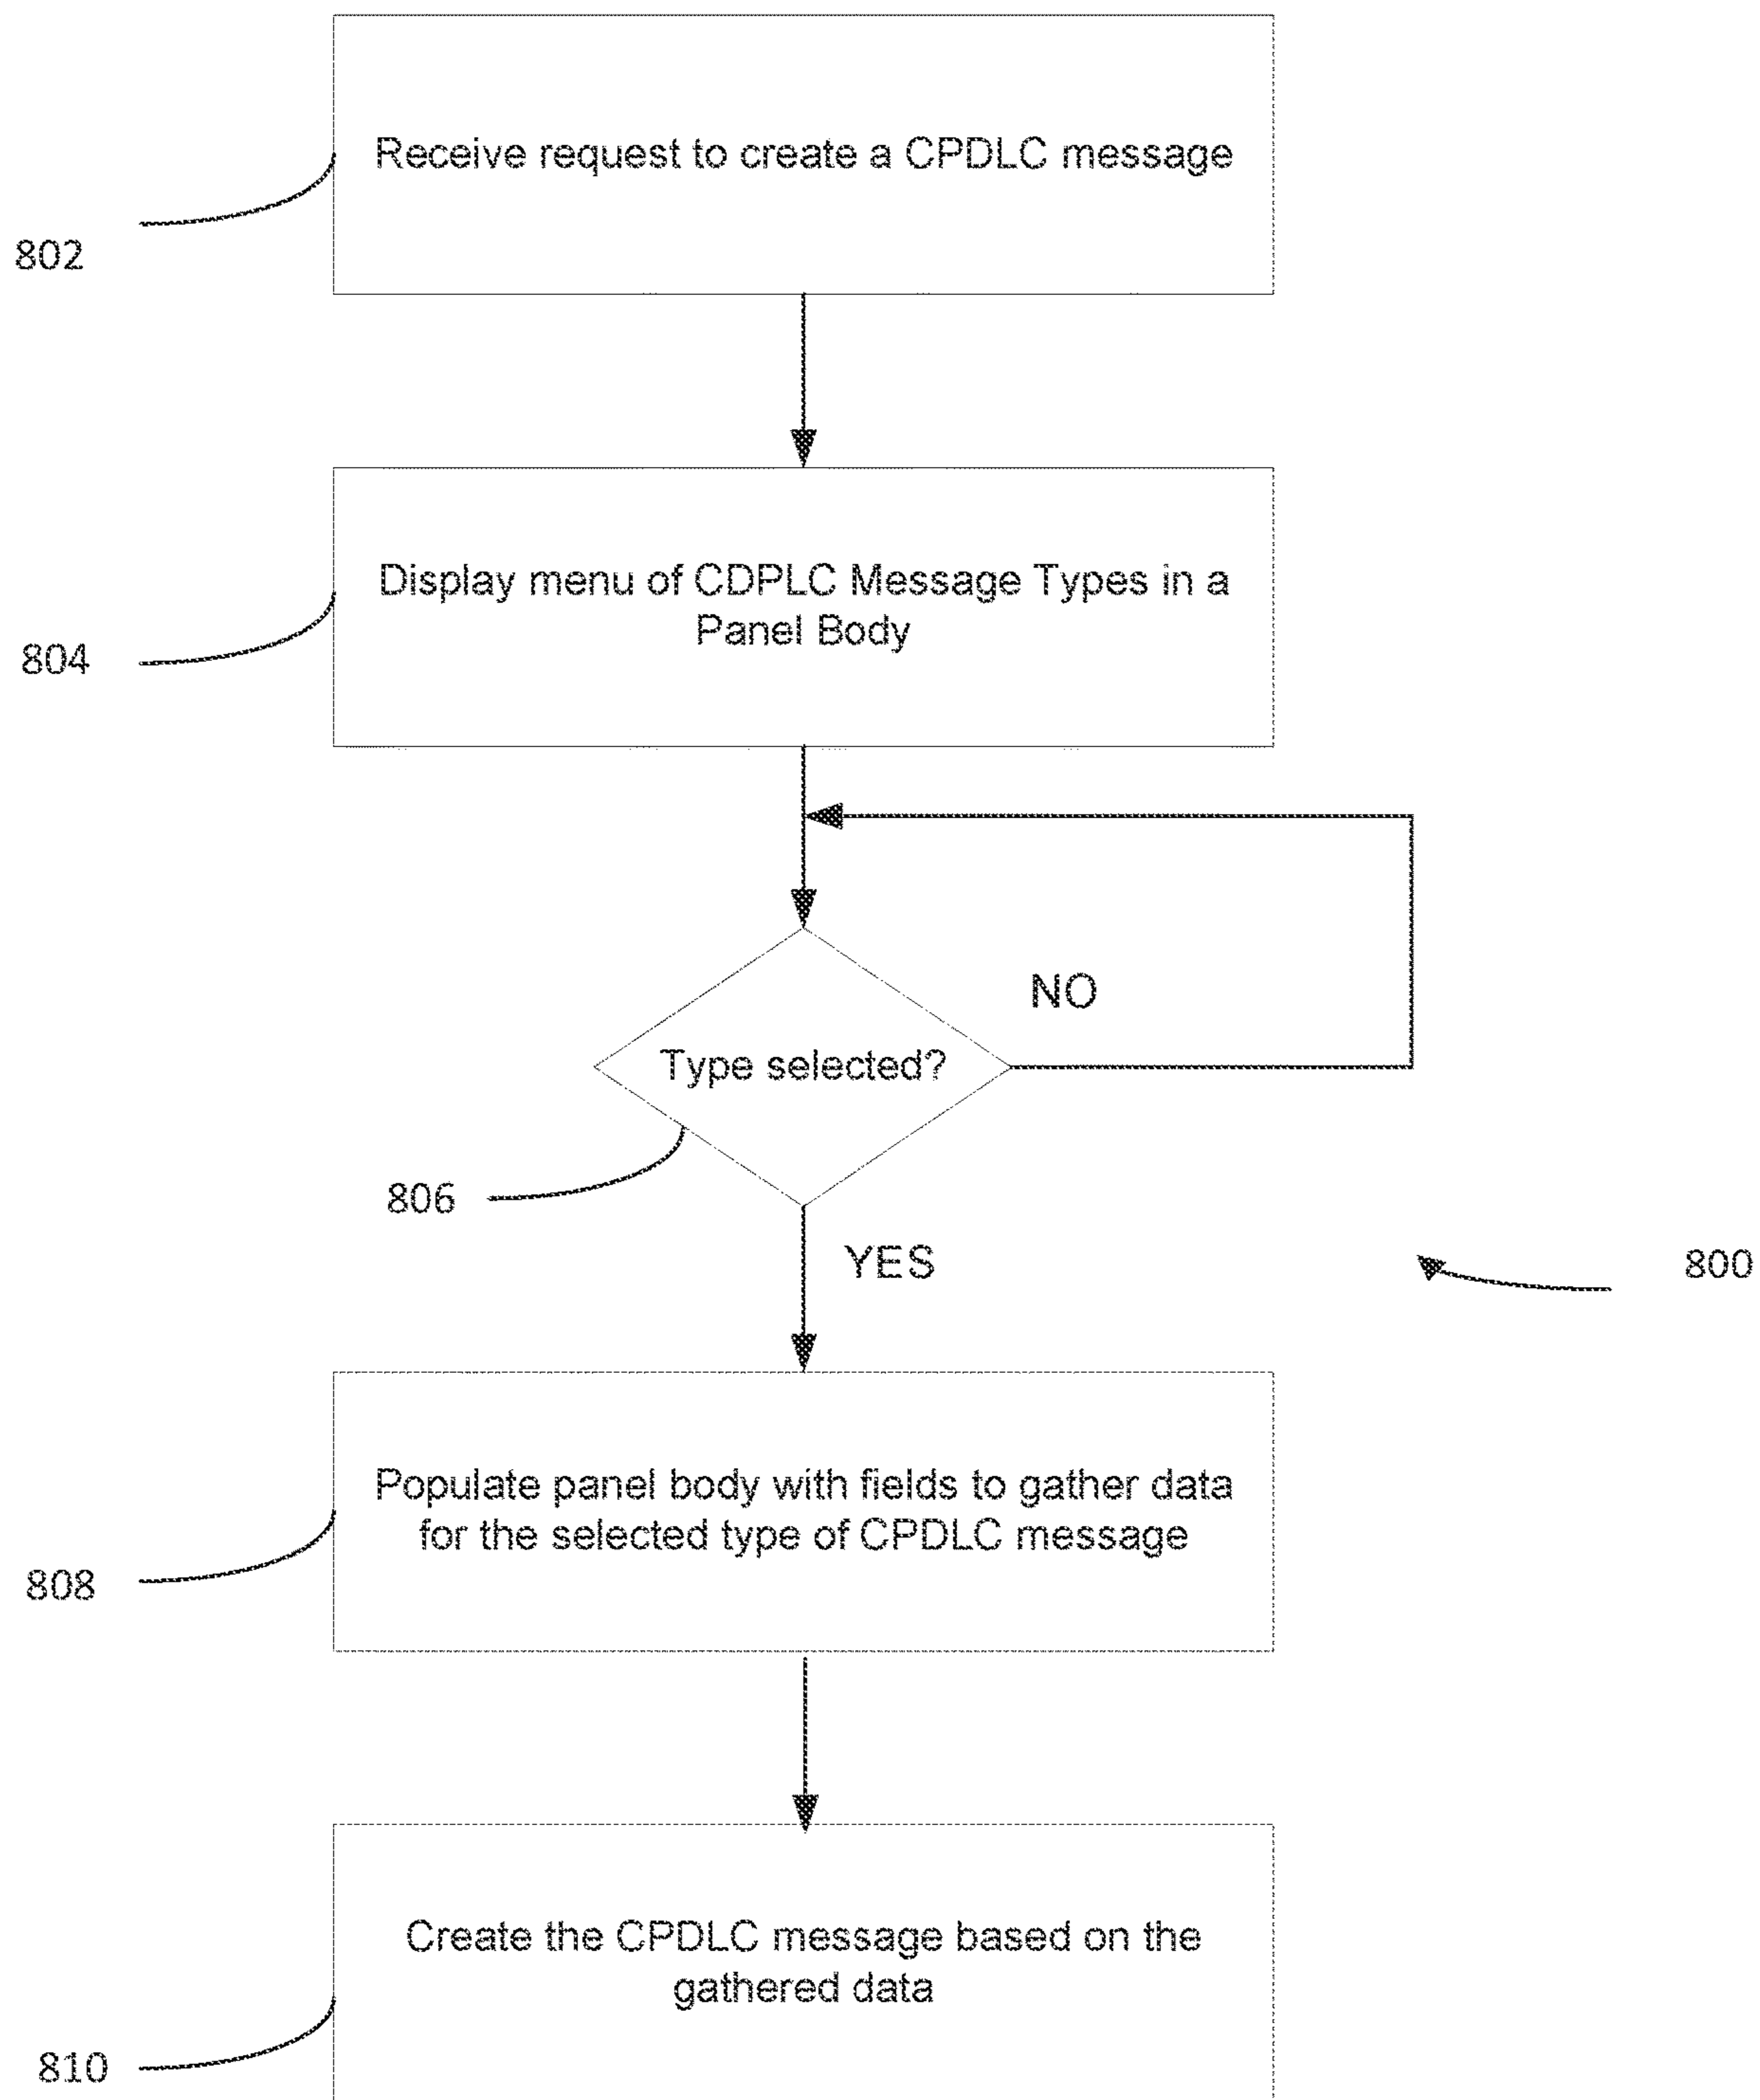 Receive request to create a CPDLC message
802
Display menu of CDPLC Message Types in a
Panel Body
804
NO
Type selected?
806
YES
800
Populate panel body with fields to gather data
for the selected type of CPDLC message
808
Create the CPDLC message based on the
gathered data
810